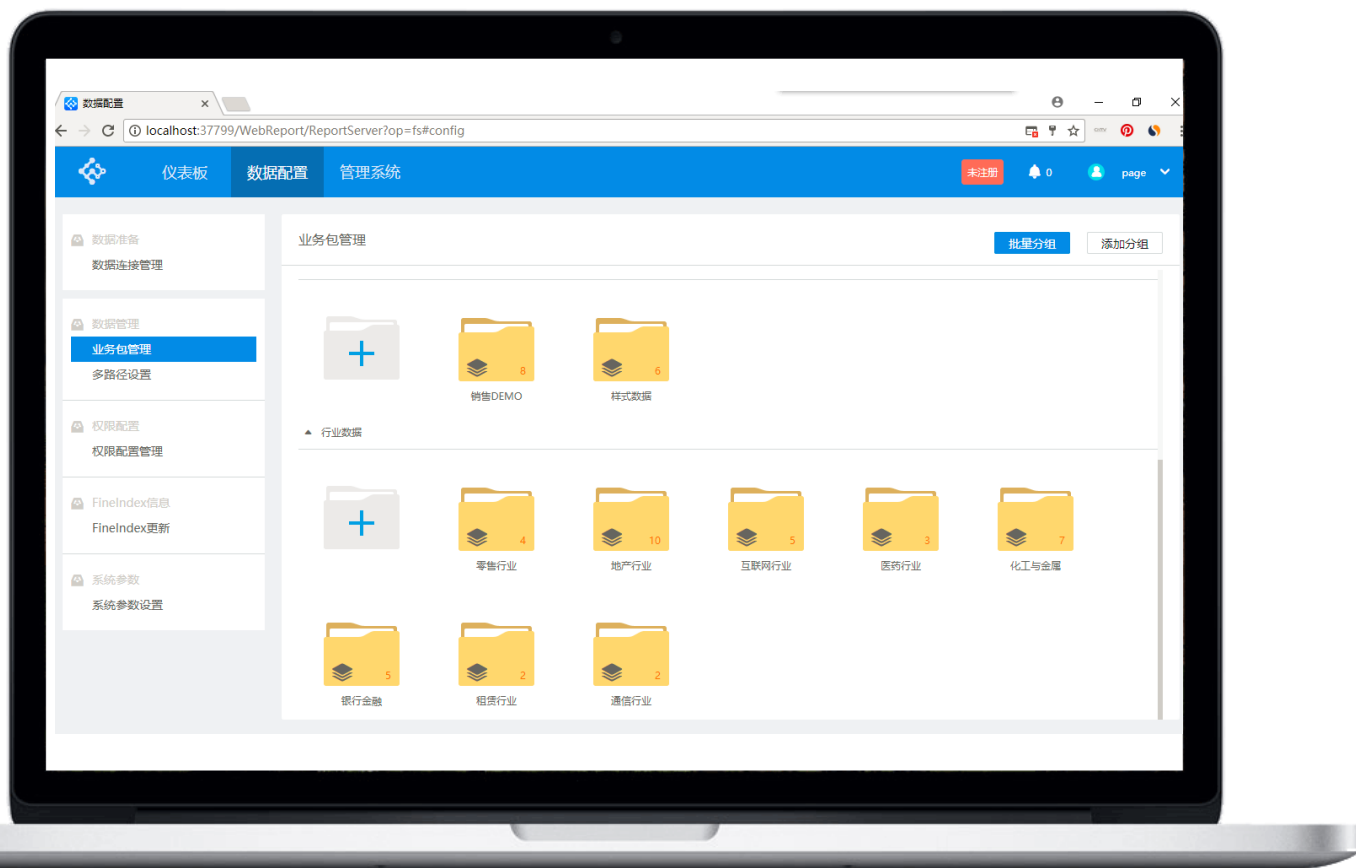 数据配置
localhost:37799/WebReport/ReportServer?op=fs#config
仪表板 数据配置 管理系统 未注册 0 page
数据准备
数据连接管理
数据管理
业务包管理
多路径设置
权限配置
权限配置管理
FineIndex信息
FineIndex更新
系统参数
系统参数设置
业务包管理 批量分组 添加分组
8 6
销售DEMO 样式数据
行业数据
4 10 5 3 7
零售行业 地产行业 互联网行业 医药行业 化工与金属
5 2 2
银行金融 租赁行业 通信行业